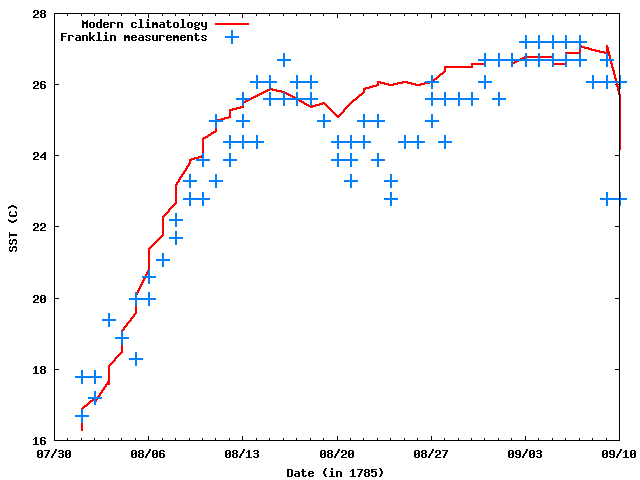 28
Modern climatology
Franklin measurements
26
24
22
20
18
16
SST (C)
07/30 08/06 08/13 08/20 08/27 09/03 09/10
Date (in 1785)